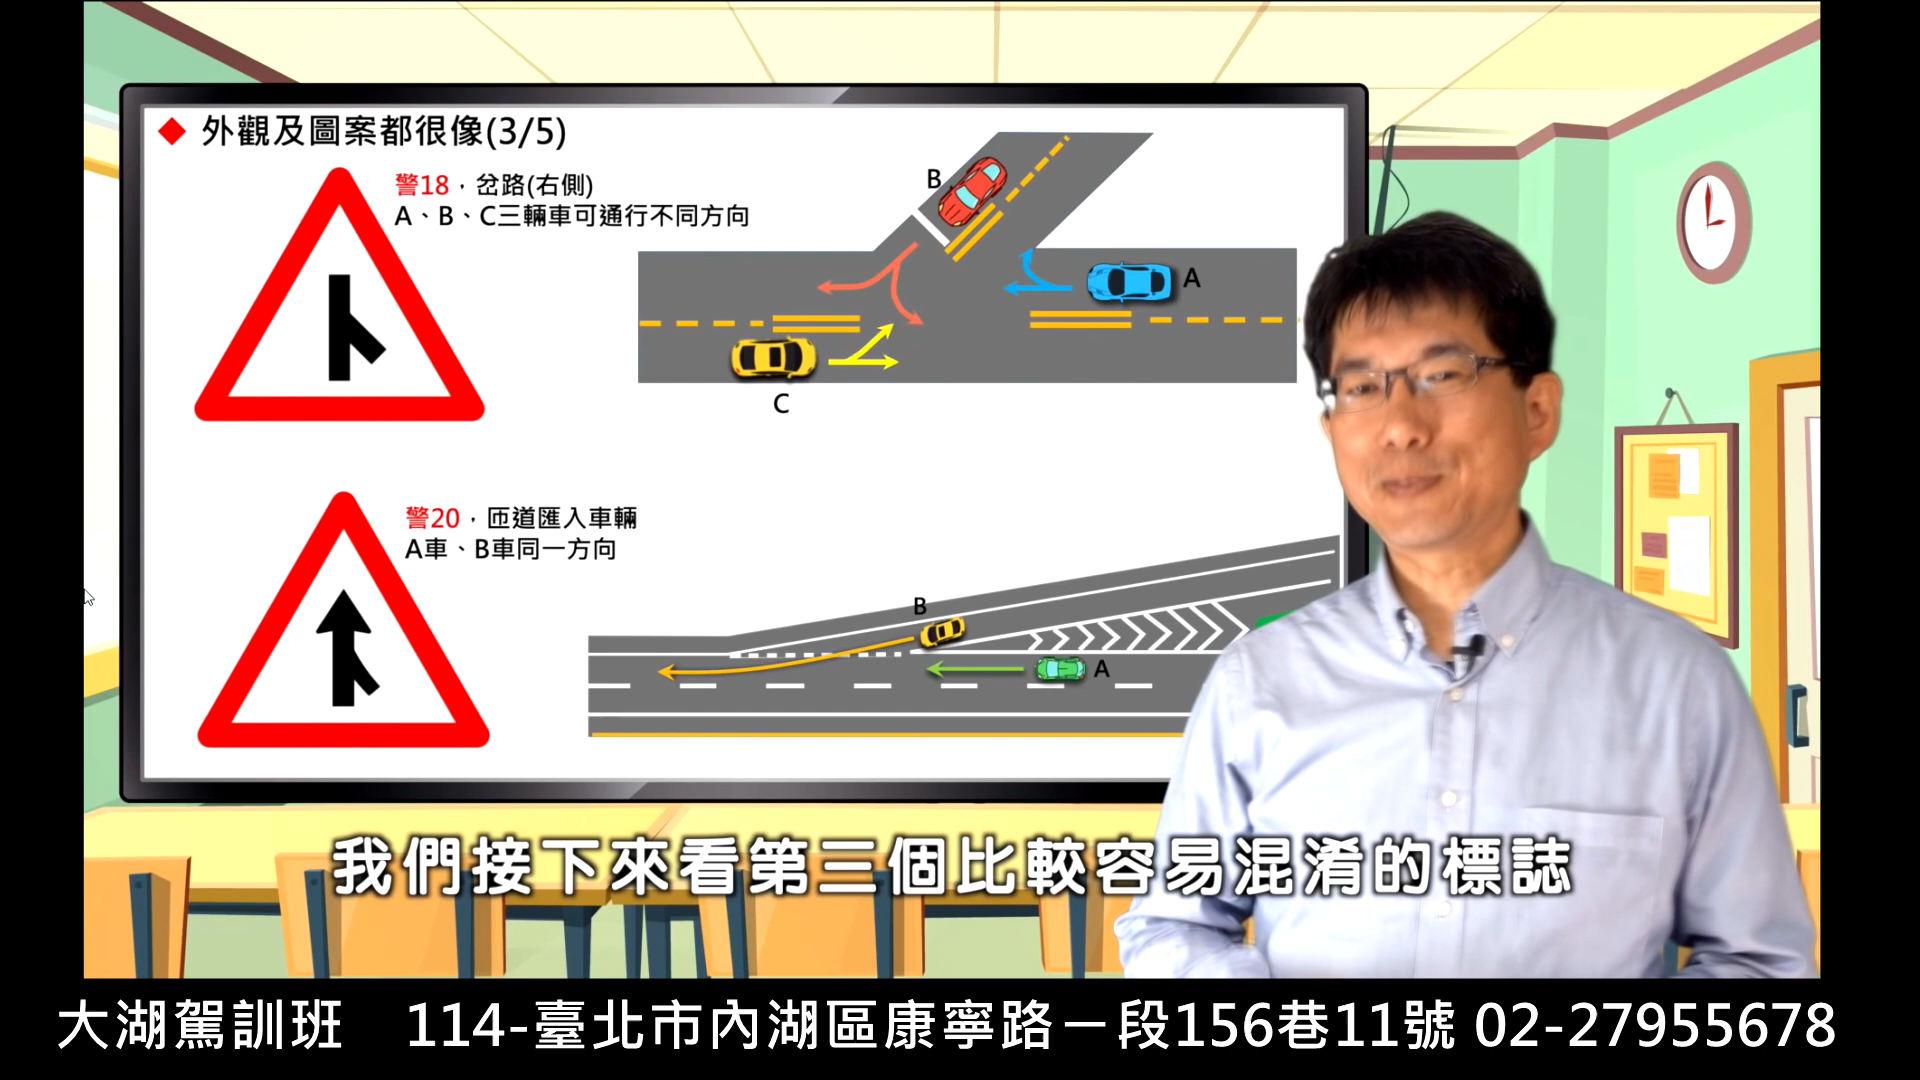 外觀及圖案都很像(3/5)
警18，岔路(右側)
A、B、C三輛車可通行不同方向
B
A
C
警20，匝道匯入車輛
A車、B車同一方向
B
A
我們接下來看第三個比較容易混淆的標誌
大湖駕訓班 114-臺北市內湖區康寧路一段156巷11號 02-27955678